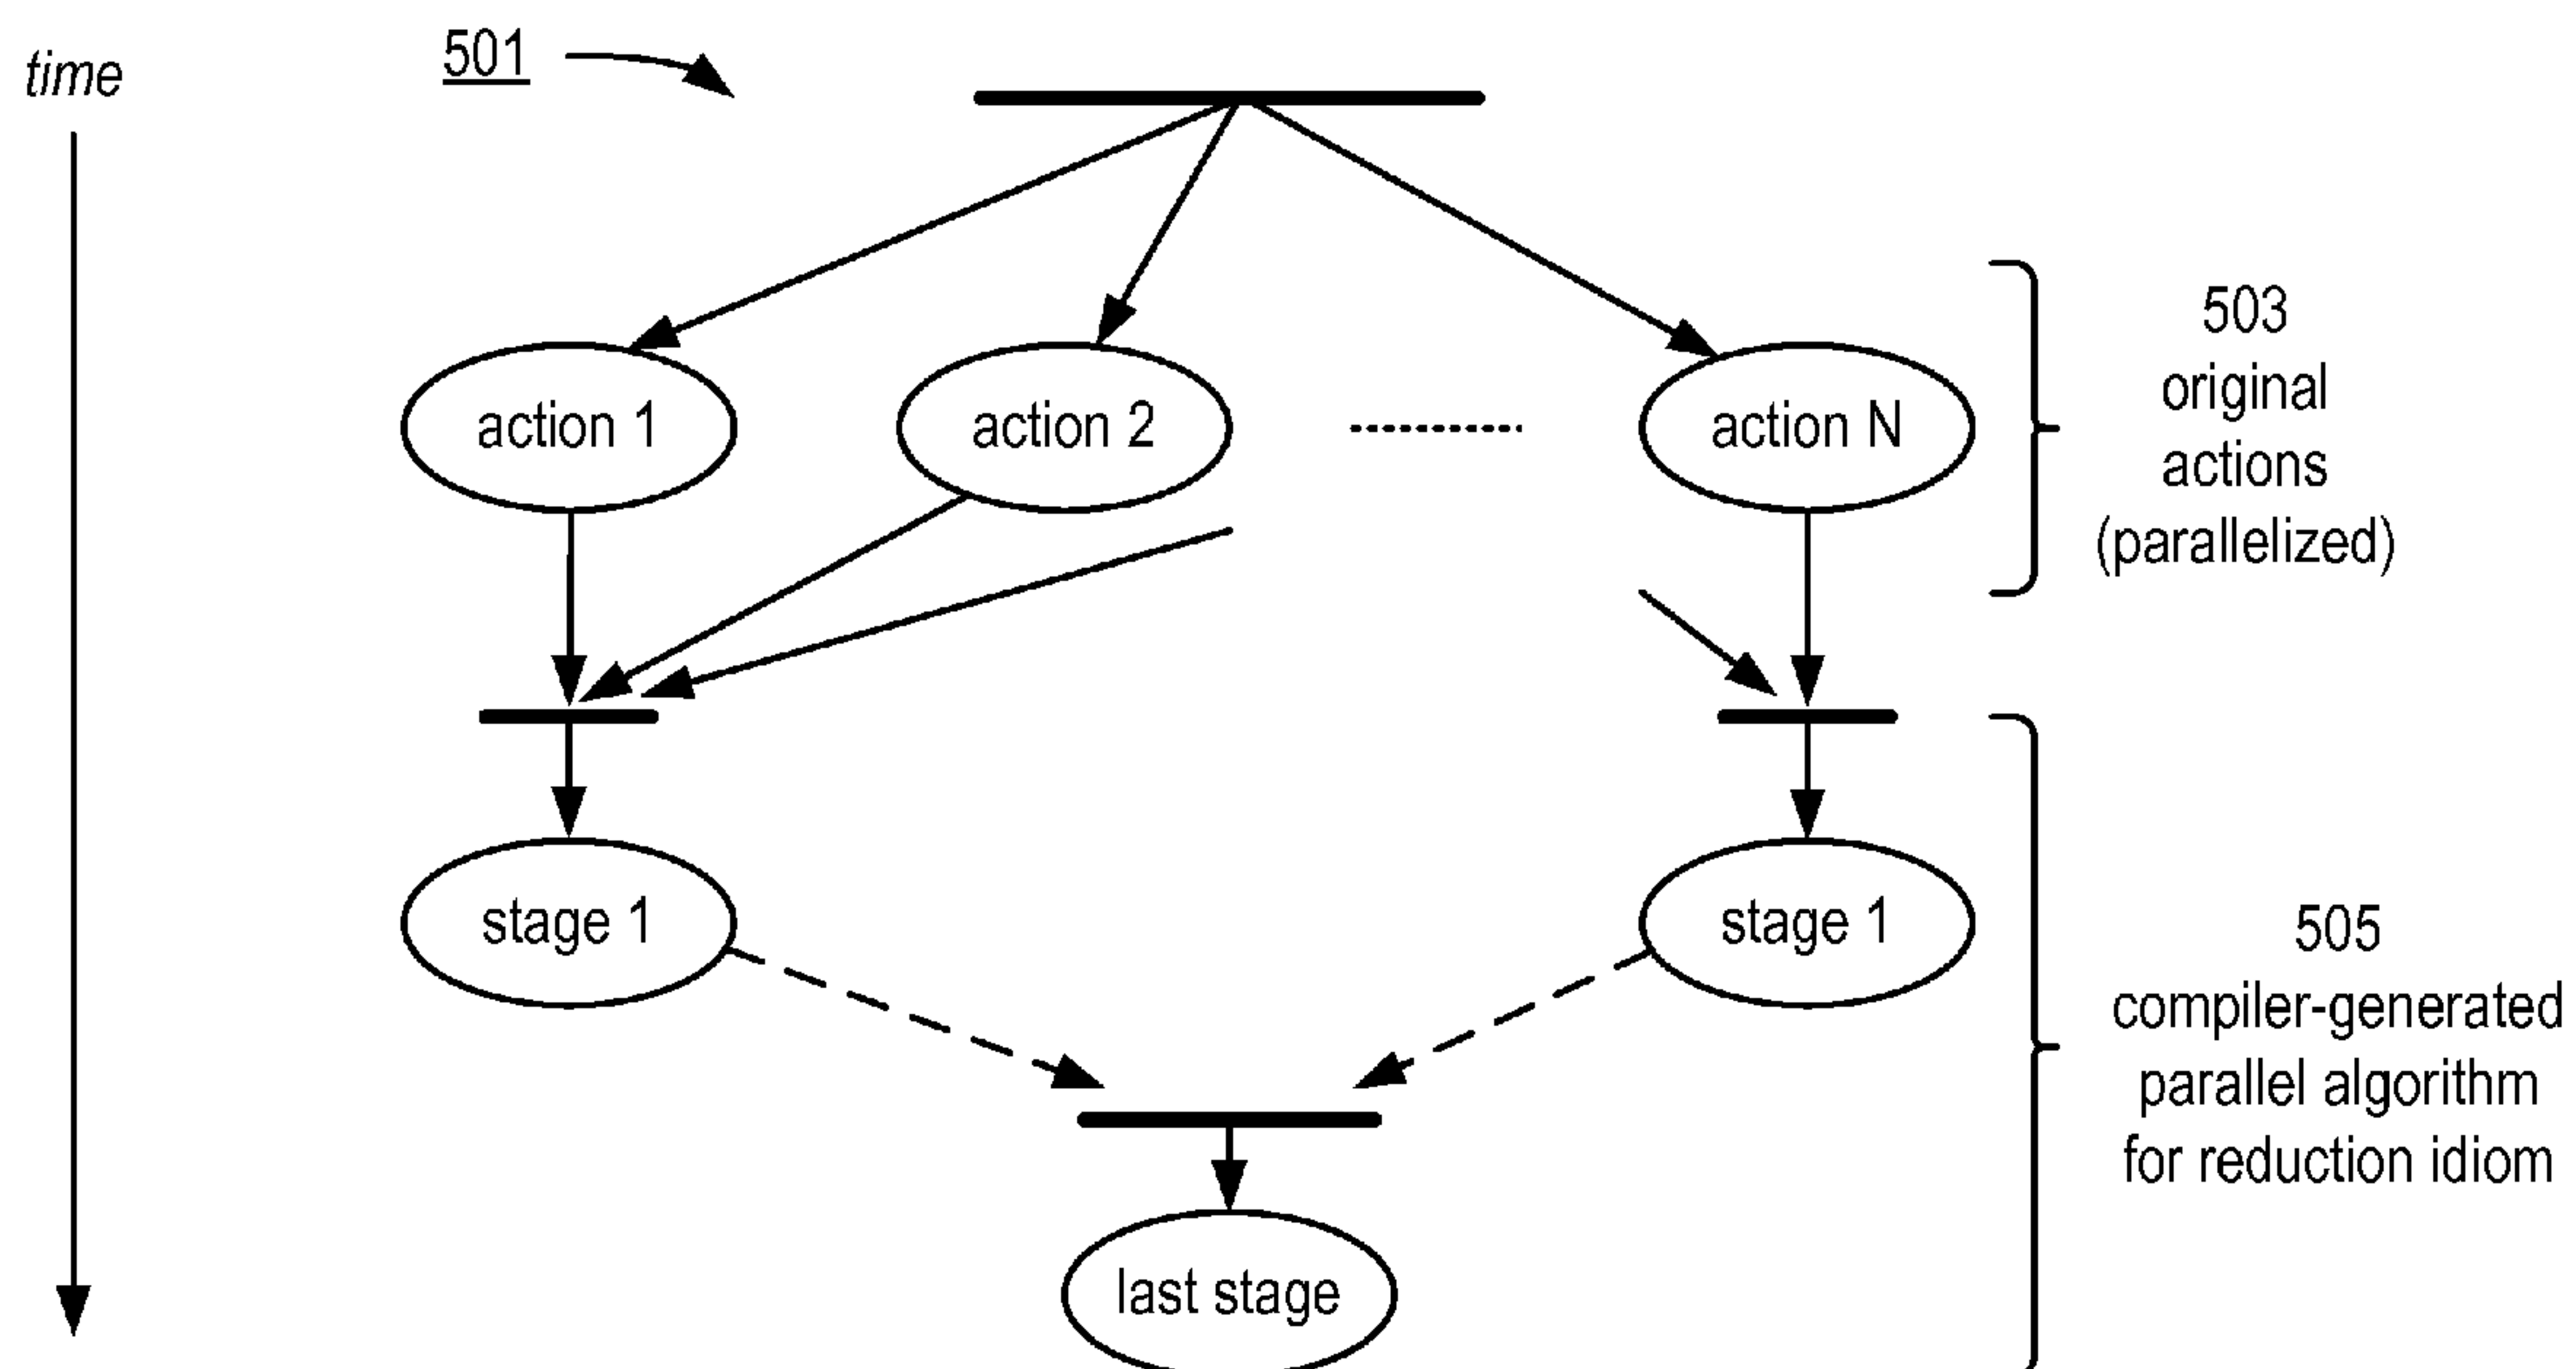 time
501
action 1
action 2
action N
503
original
actions
(parallelized)
stage 1
stage 1
505
compiler-generated
parallel algorithm
for reduction idiom
last stage